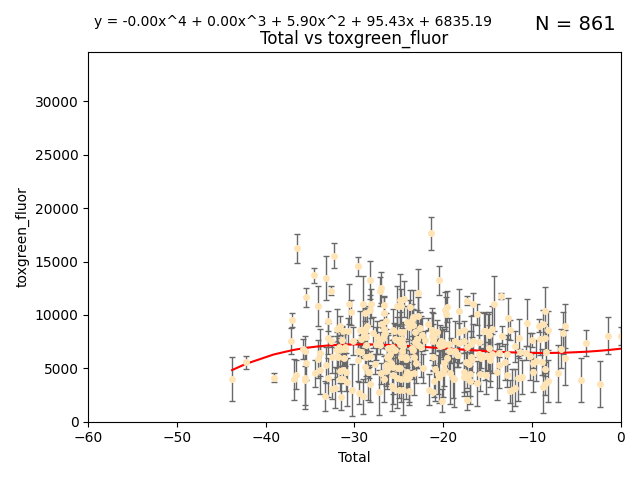 y = -0.00x^4 + 0.00x^3 + 5.90x^2 + 95.43x + 6835.19
N = 861
Total vs toxgreen_fluor
30000
25000
20000
15000
10000
5000
0
toxgreen_fluor
−60
−50
−40
−30
−20
−10
0
Total